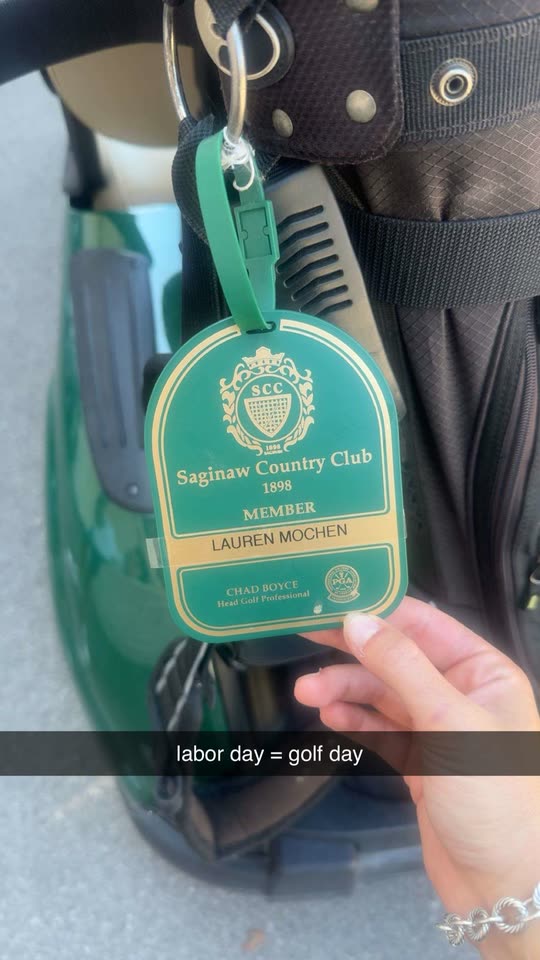 SCC
1898
Saginaw Country Club
1898
MEMBER
LAUREN MOCHEN
CHAD BOYCE
Head Golf Professional
PGA
labor day = golf day